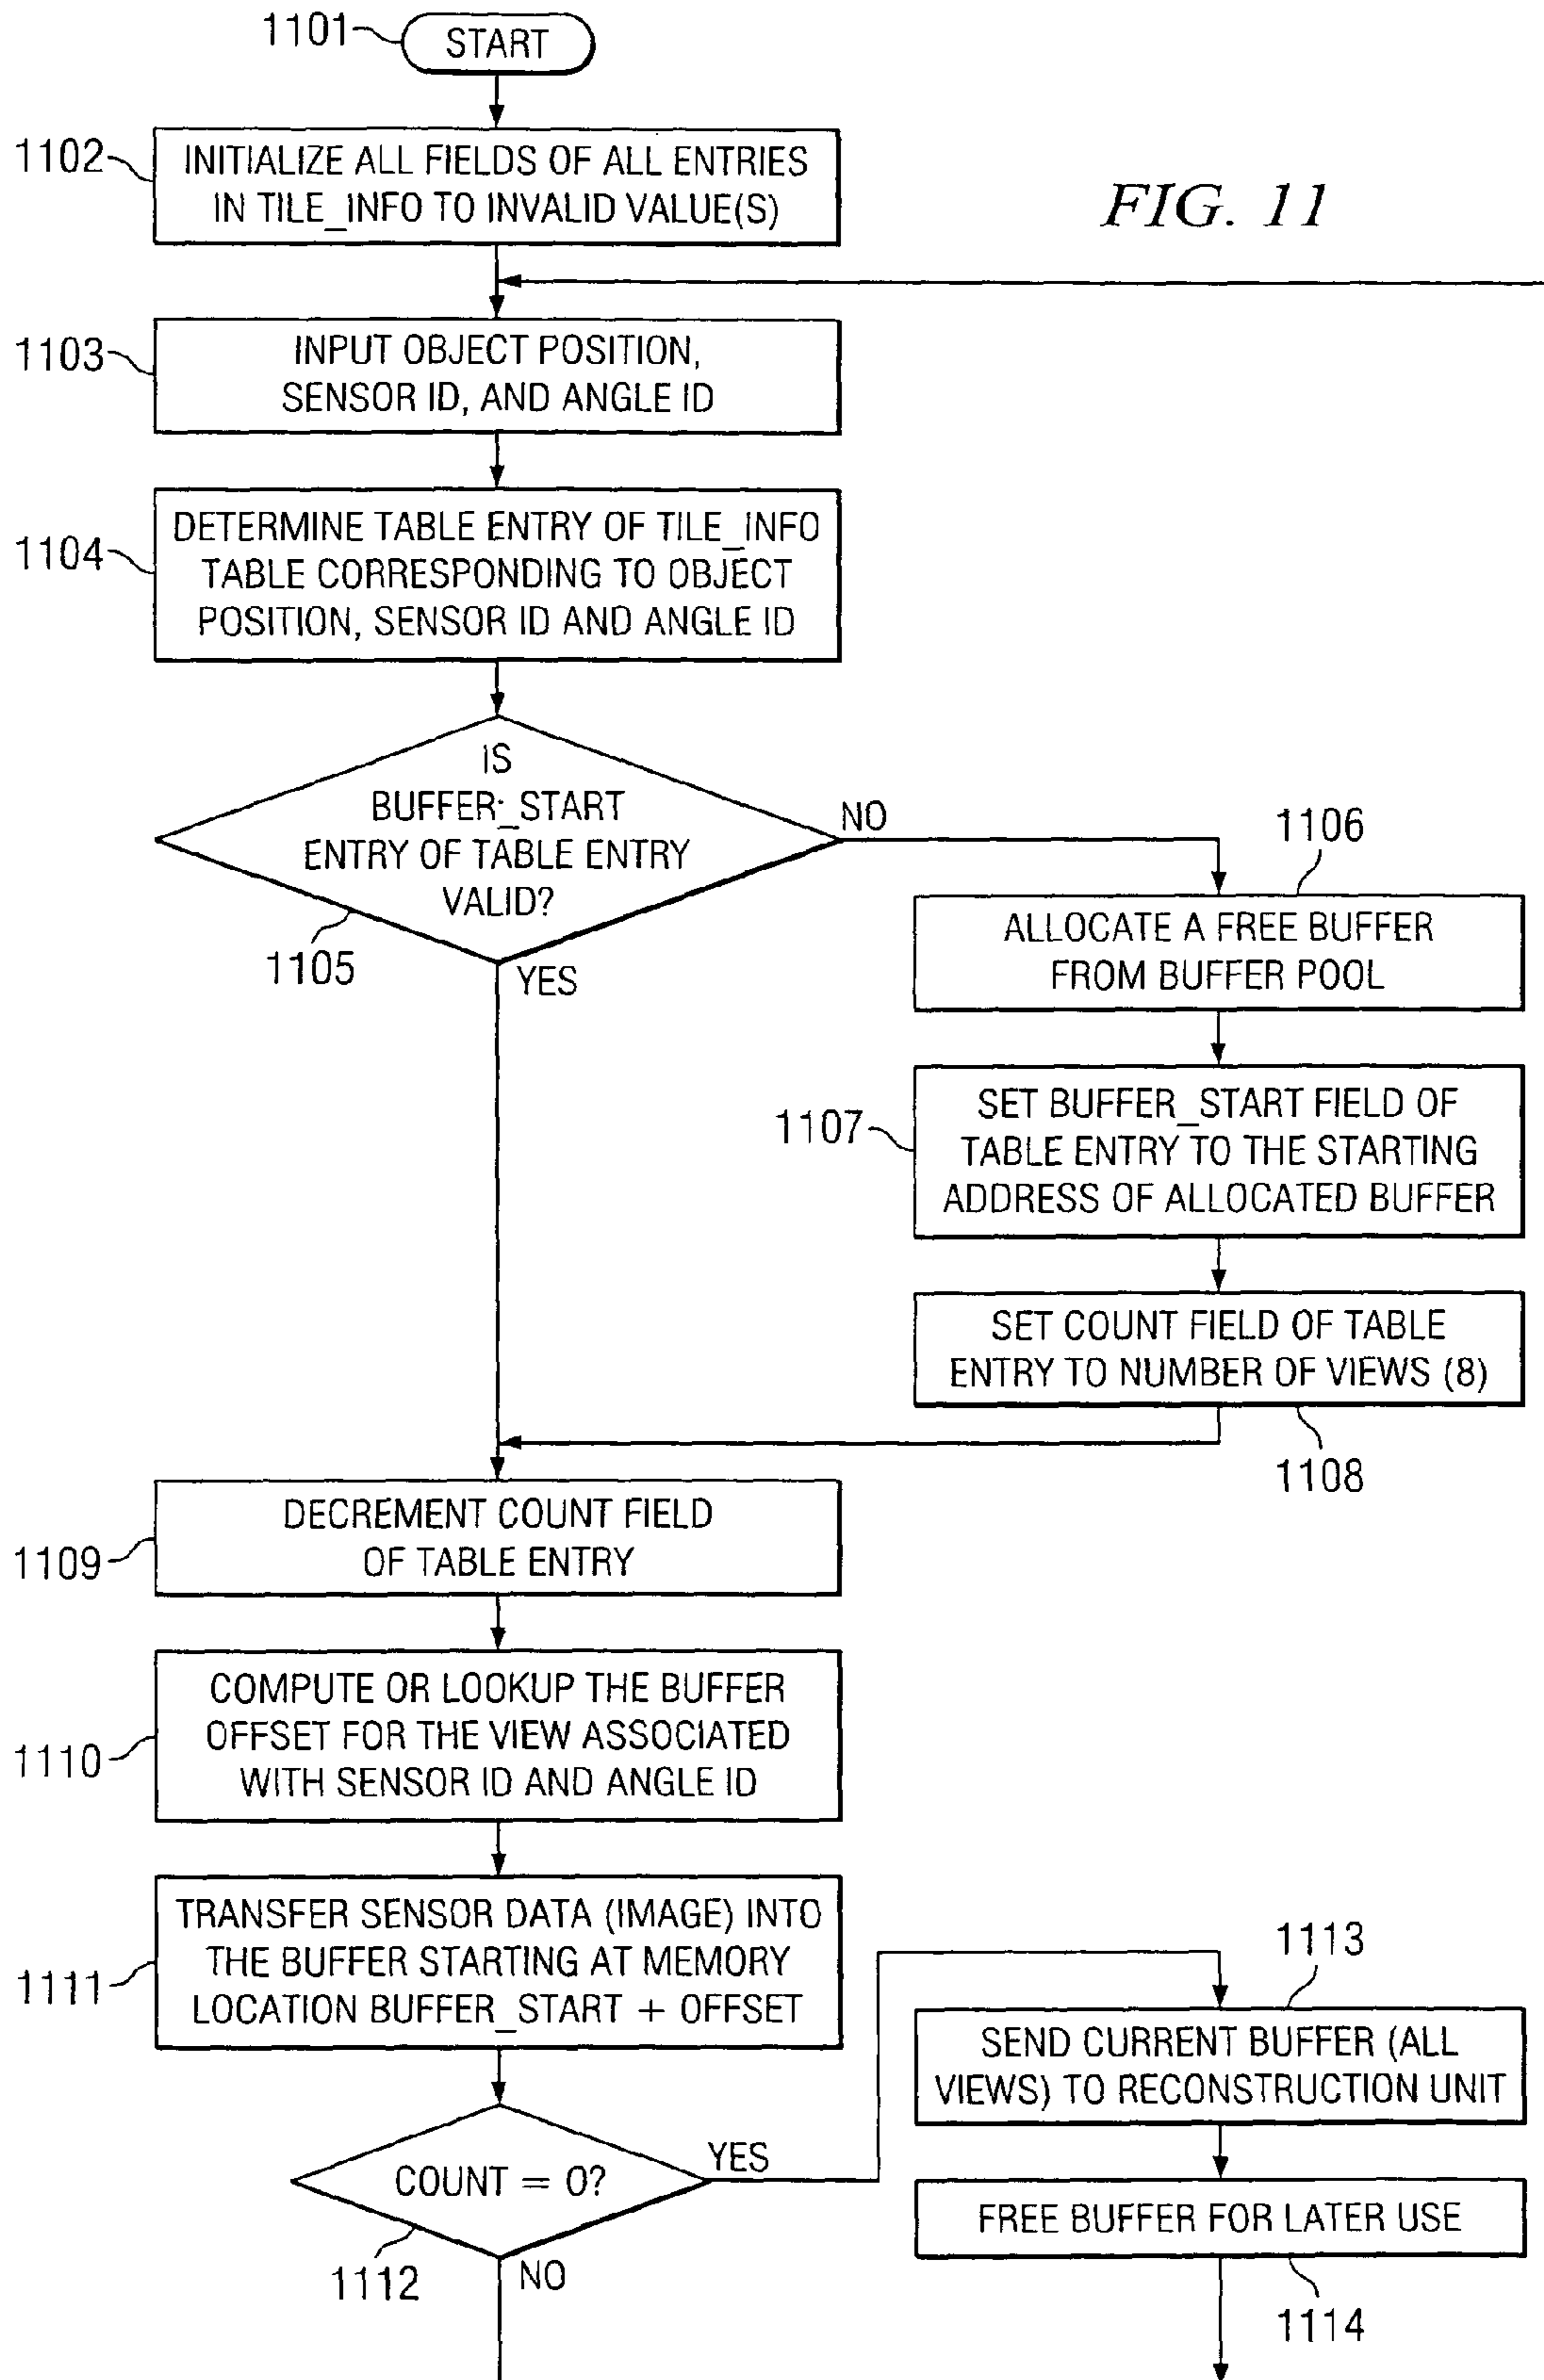 1101
START
1102
INITIALIZE ALL FIELDS OF ALL ENTRIES
IN TILE_INFO TO INVALID VALUE(S)
FIG. 11
1103
INPUT OBJECT POSITION,
SENSOR ID, AND ANGLE ID
1104
DETERMINE TABLE ENTRY OF TILE_INFO
TABLE CORRESPONDING TO OBJECT
POSITION, SENSOR ID AND ANGLE ID
IS
BUFFER_START
ENTRY OF TABLE ENTRY
VALID?
1105
NO
YES
1106
ALLOCATE A FREE BUFFER
FROM BUFFER POOL
1107
SET BUFFER_START FIELD OF
TABLE ENTRY TO THE STARTING
ADDRESS OF ALLOCATED BUFFER
SET COUNT FIELD OF TABLE
ENTRY TO NUMBER OF VIEWS (8)
1108
1109
DECREMENT COUNT FIELD
OF TABLE ENTRY
1110
COMPUTE OR LOOKUP THE BUFFER
OFFSET FOR THE VIEW ASSOCIATED
WITH SENSOR ID AND ANGLE ID
1111
TRANSFER SENSOR DATA (IMAGE) INTO
THE BUFFER STARTING AT MEMORY
LOCATION BUFFER_START + OFFSET
COUNT = 0?
1112
YES
NO
1113
SEND CURRENT BUFFER (ALL
VIEWS) TO RECONSTRUCTION UNIT
FREE BUFFER FOR LATER USE
1114